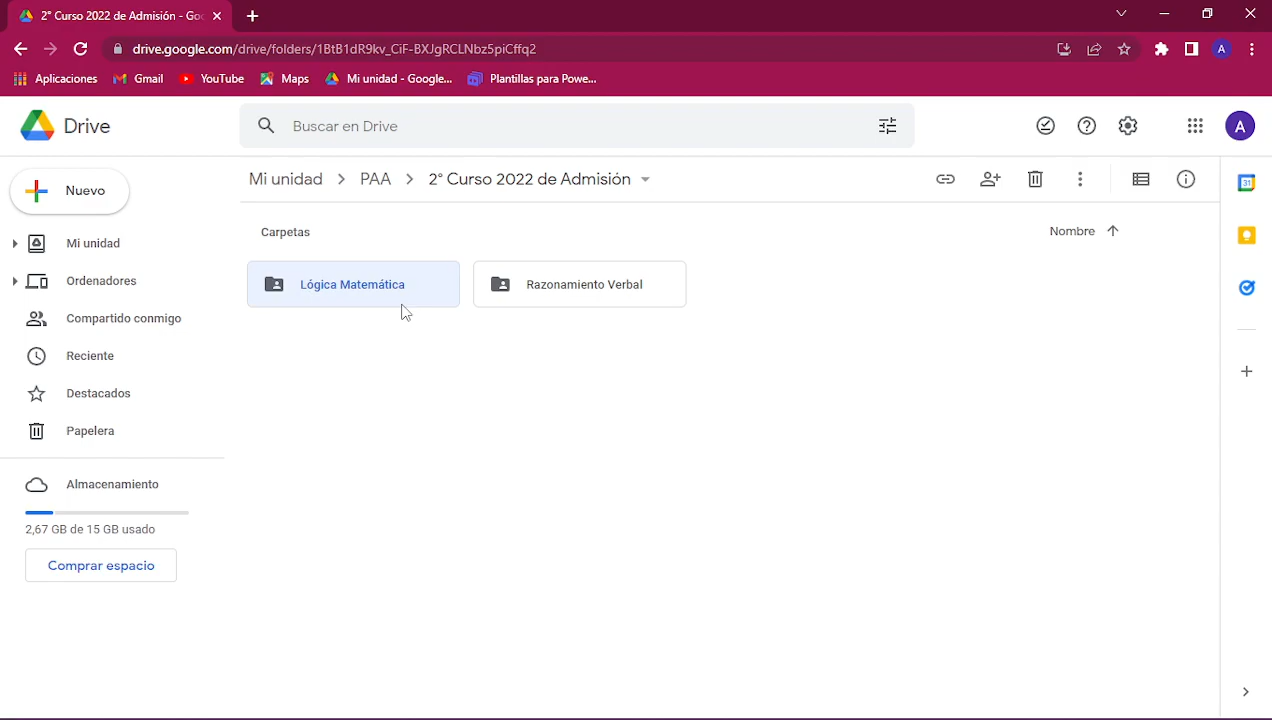 2° Curso 2022 de Admisión - Goo
drive.google.com/drive/folders/1BtB1dR9kv_CiF-BXJgRCLNbz5piCffq2
A
Aplicaciones
Gmail
YouTube
Maps
Mi unidad - Google...
Plantillas para Powe...
Drive
Buscar en Drive
A
Nuevo
Mi unidad
PAA
2° Curso 2022 de Admisión
31
Mi unidad
Carpetas
Nombre
Ordenadores
Lógica Matemática
Razonamiento Verbal
Compartido conmigo
Reciente
Destacados
Papelera
Almacenamiento
2,67 GB de 15 GB usado
Comprar espacio